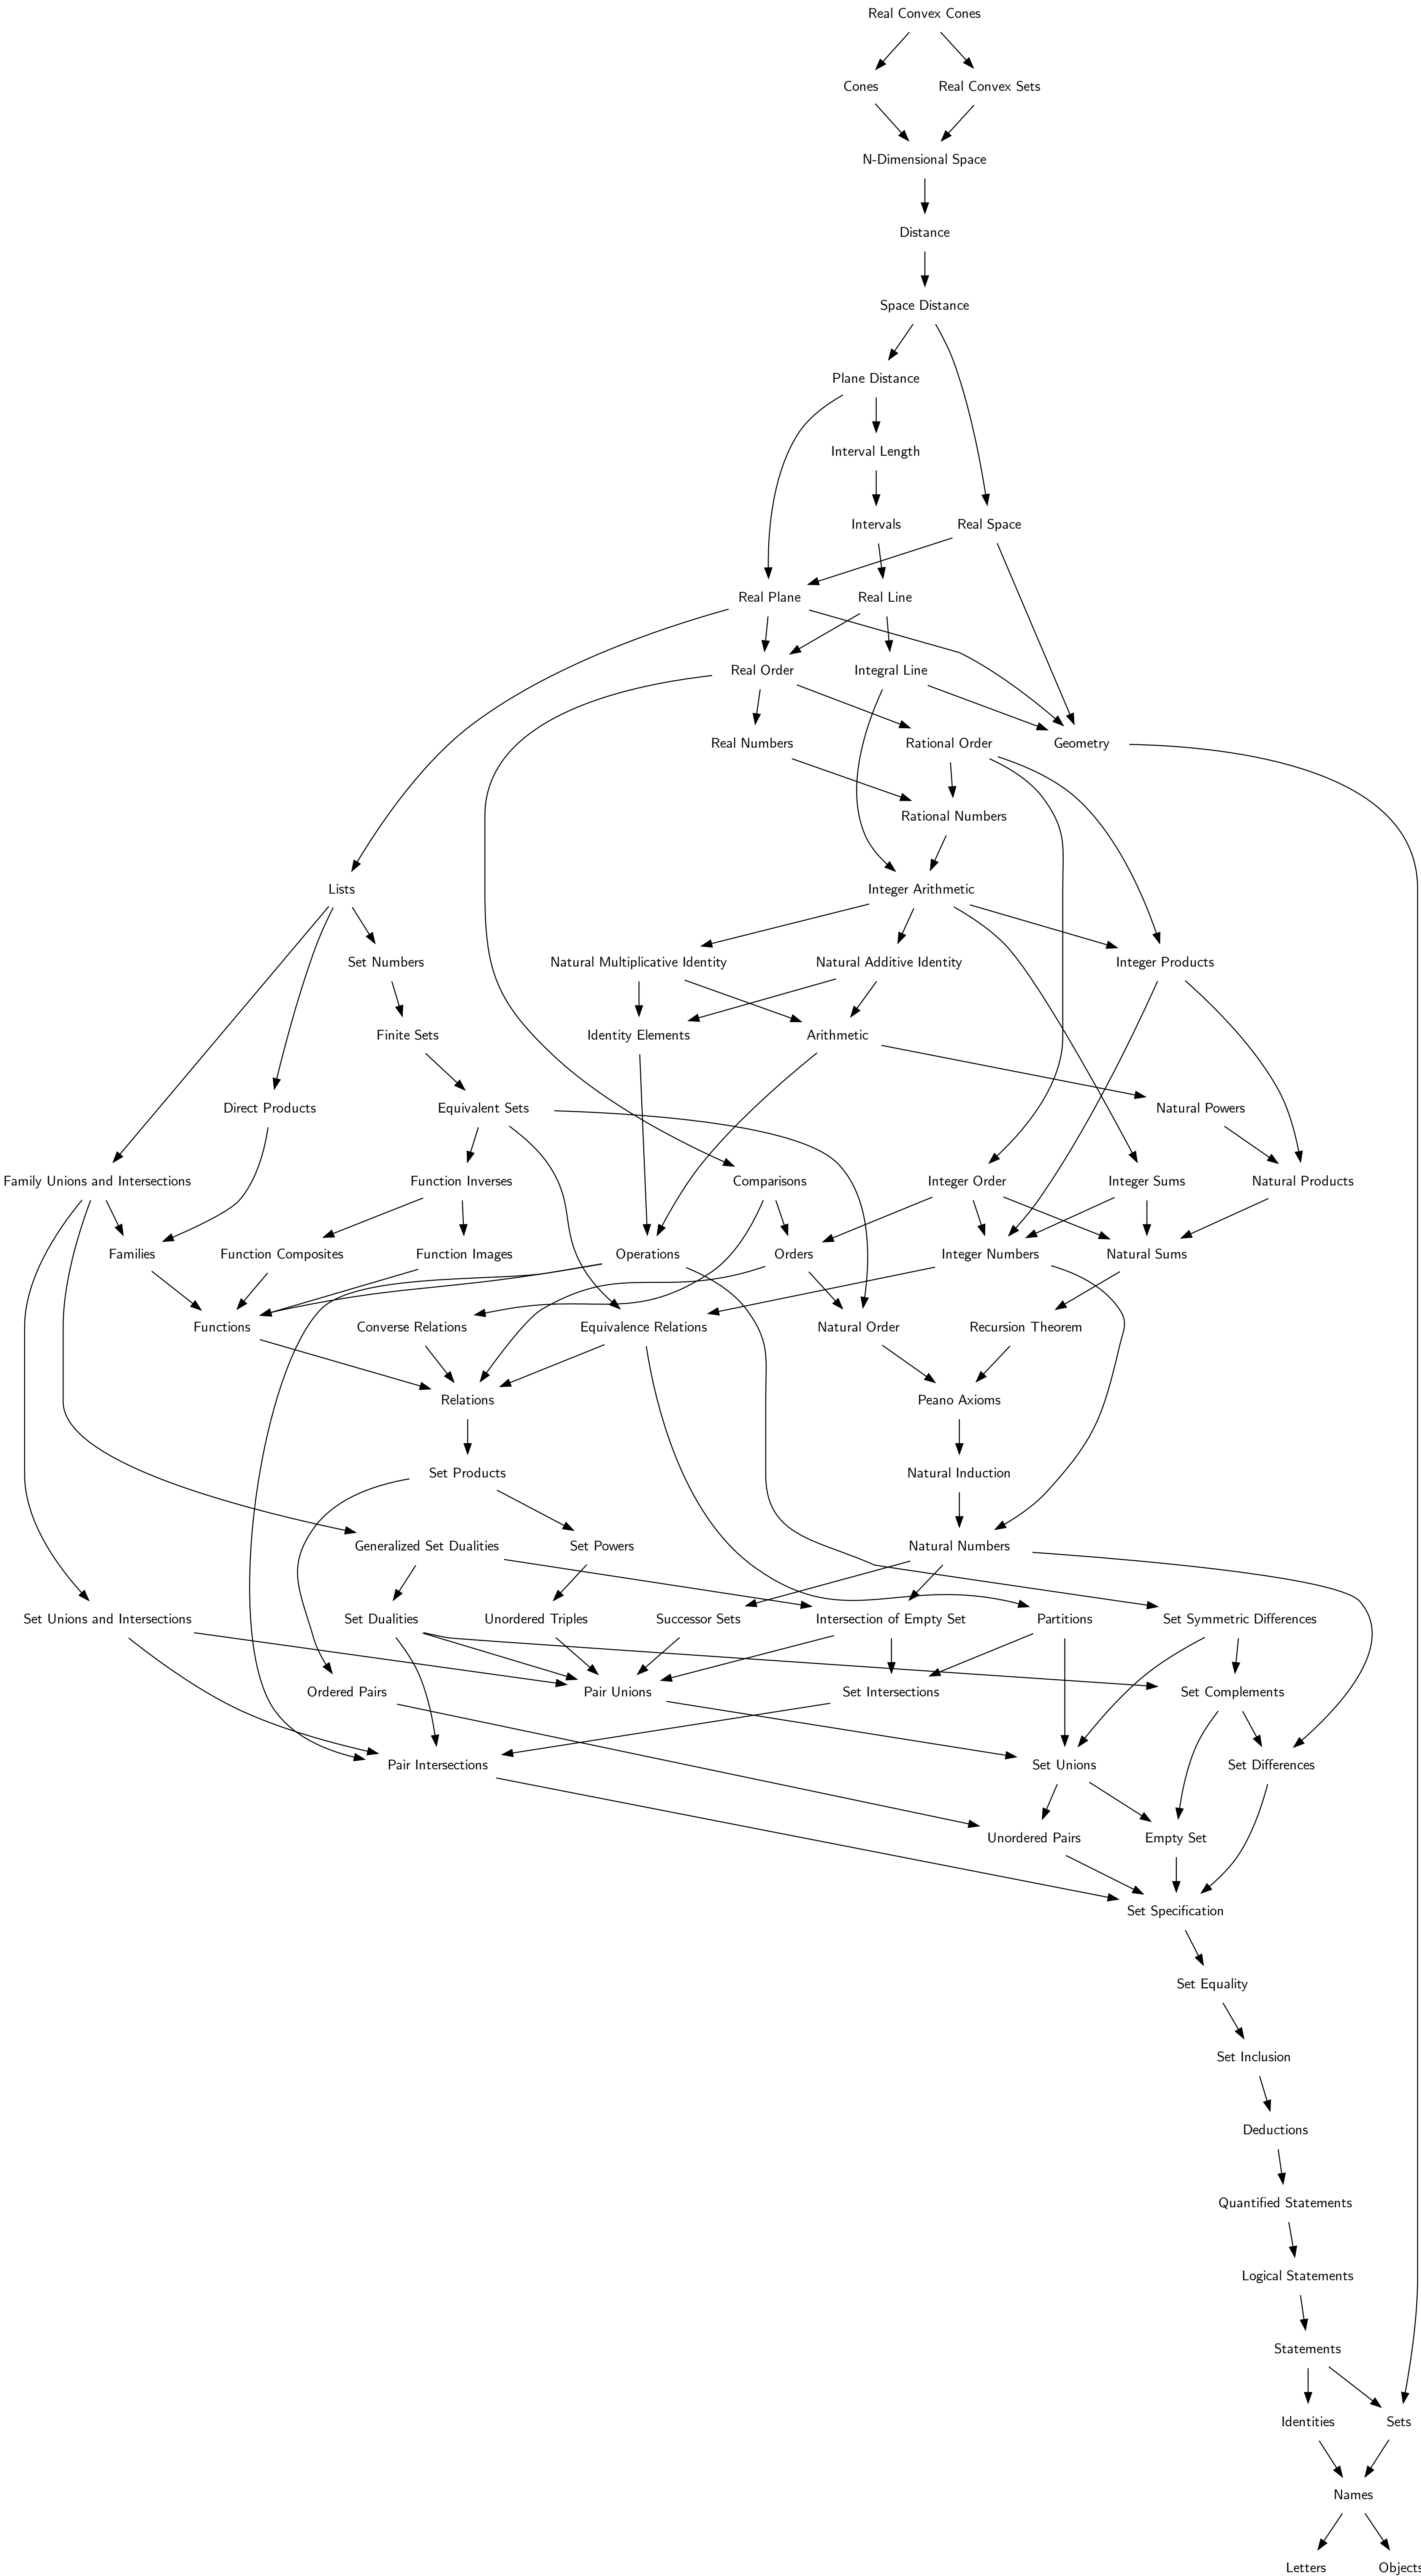 Real Convex Cones
Cones
Real Convex Sets
N-Dimensional Space
Distance
Space Distance
Plane Distance
Interval Length
Intervals
Real Space
Real Plane
Real Line
Real Order
Integral Line
Real Numbers
Rational Order
Geometry
Rational Numbers
Lists
Integer Arithmetic
Set Numbers
Natural Multiplicative Identity
Natural Additive Identity
Integer Products
Finite Sets
Identity Elements
Arithmetic
Direct Products
Equivalent Sets
Natural Powers
Family Unions and Intersections
Function Inverses
Comparisons
Integer Order
Integer Sums
Natural Products
Families
Function Composites
Function Images
Operations
Orders
Integer Numbers
Natural Sums
Functions
Converse Relations
Equivalence Relations
Natural Order
Recursion Theorem
Relations
Peano Axioms
Set Products
Natural Induction
Generalized Set Dualities
Set Powers
Natural Numbers
Set Unions and Intersections
Set Dualities
Unordered Triples
Successor Sets
Intersection of Empty Set
Partitions
Set Symmetric Differences
Ordered Pairs
Pair Unions
Set Intersections
Set Complements
Pair Intersections
Set Unions
Set Differences
Unordered Pairs
Empty Set
Set Specification
Set Equality
Set Inclusion
Deductions
Quantified Statements
Logical Statements
Statements
Identities
Sets
Names
Letters
Objects